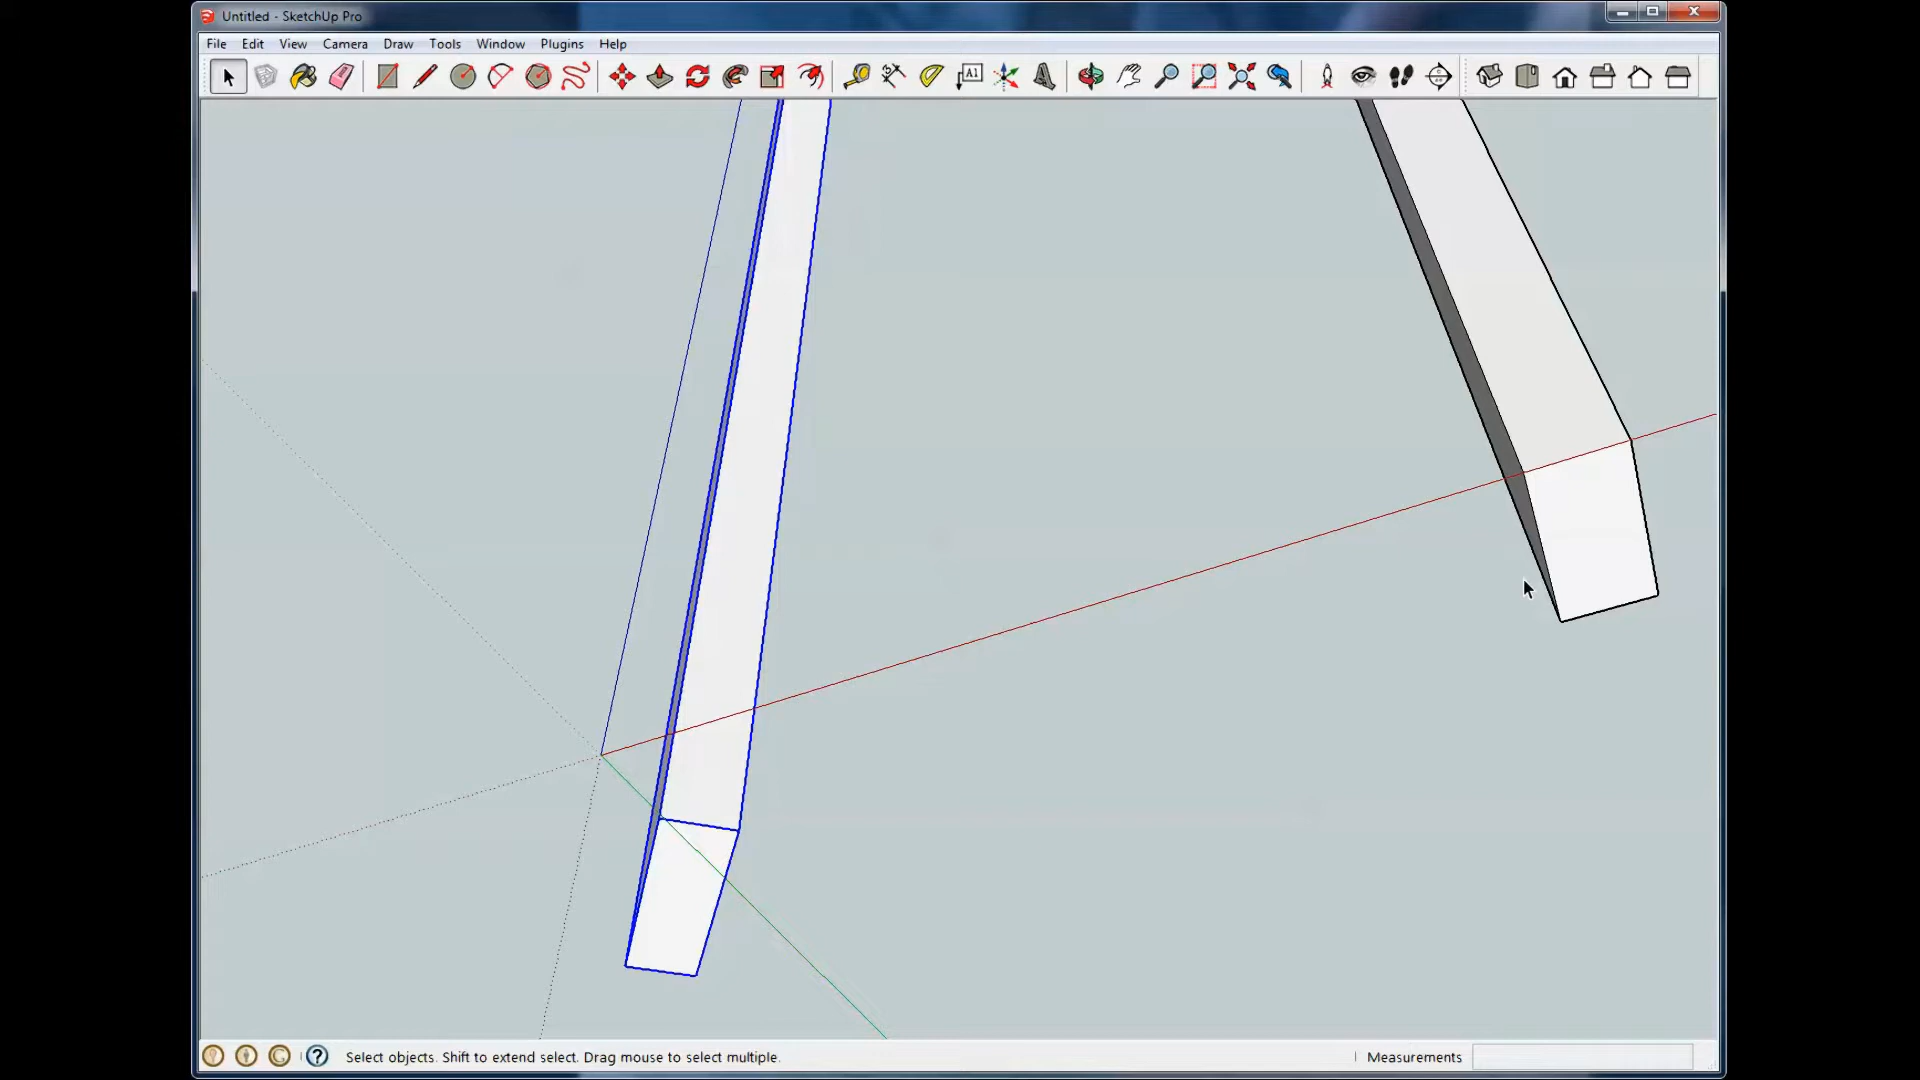 Untitled - SketchUp Pro
File Edit View Camera Draw Tools Window Plugins Help
A1
Select objects. Shift to extend select. Drag mouse to select multiple.
Measurements